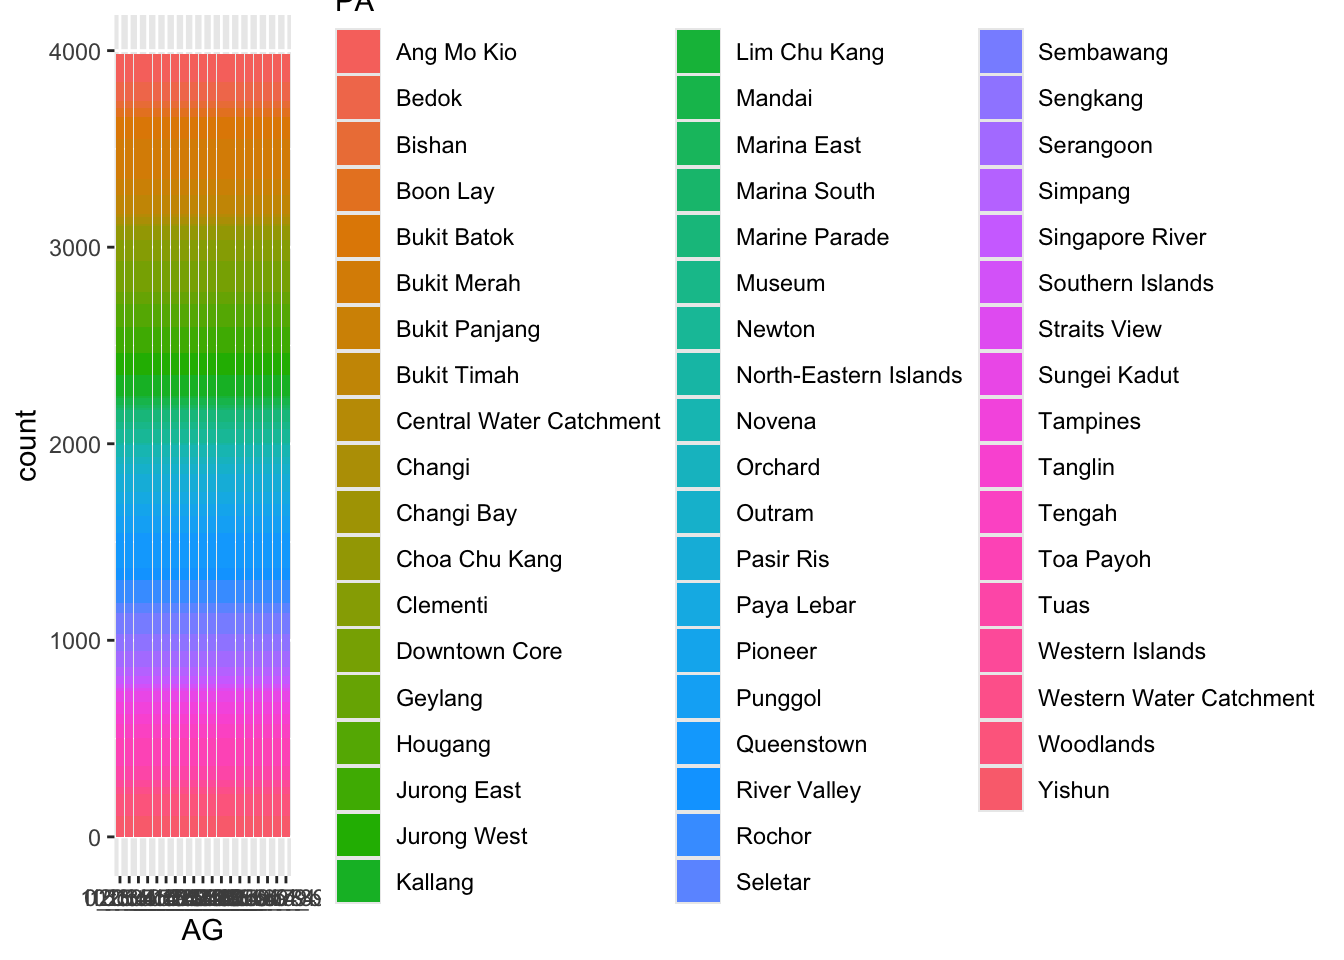 PA
4000
3000
2000
1000
0
count
AG
Ang Mo Kio
Bedok
Bishan
Boon Lay
Bukit Batok
Bukit Merah
Bukit Panjang
Bukit Timah
Central Water Catchment
Changi
Changi Bay
Choa Chu Kang
Clementi
Downtown Core
Geylang
Hougang
Jurong East
Jurong West
Kallang
Lim Chu Kang
Mandai
Marina East
Marina South
Marine Parade
Museum
Newton
North-Eastern Islands
Novena
Orchard
Outram
Pasir Ris
Paya Lebar
Pioneer
Punggol
Queenstown
River Valley
Rochor
Seletar
Sembawang
Sengkang
Serangoon
Simpang
Singapore River
Southern Islands
Straits View
Sungei Kadut
Tampines
Tanglin
Tengah
Toa Payoh
Tuas
Western Islands
Western Water Catchment
Woodlands
Yishun